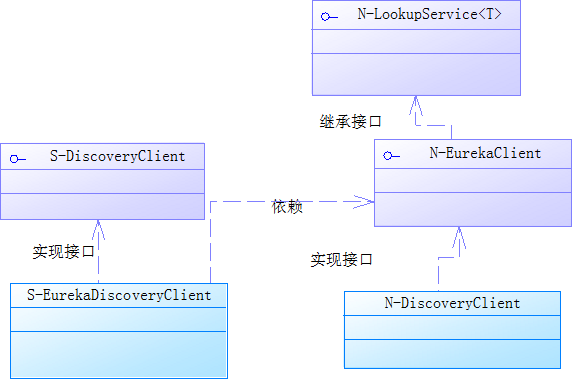 N-LookupService<T>
继承接口
S-DiscoveryClient
N-EurekaClient
依赖
实现接口
实现接口
S-EurekaDiscoveryClient
N-DiscoveryClient